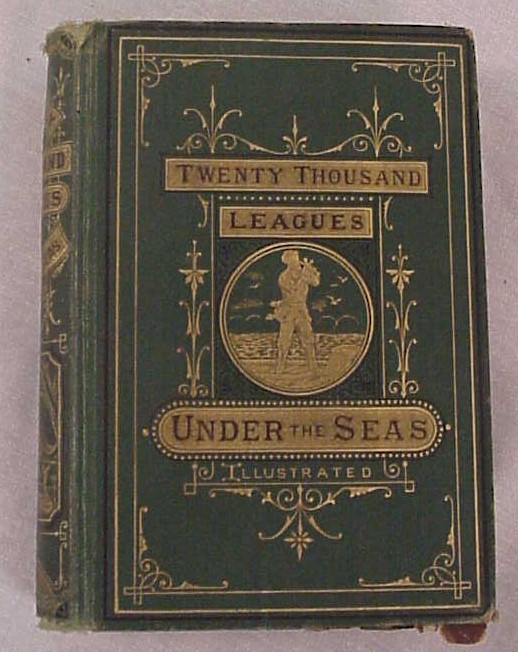 TWENTY THOUSAND
LEAGUES
UNDER THE SEAS
ILLUSTRATED